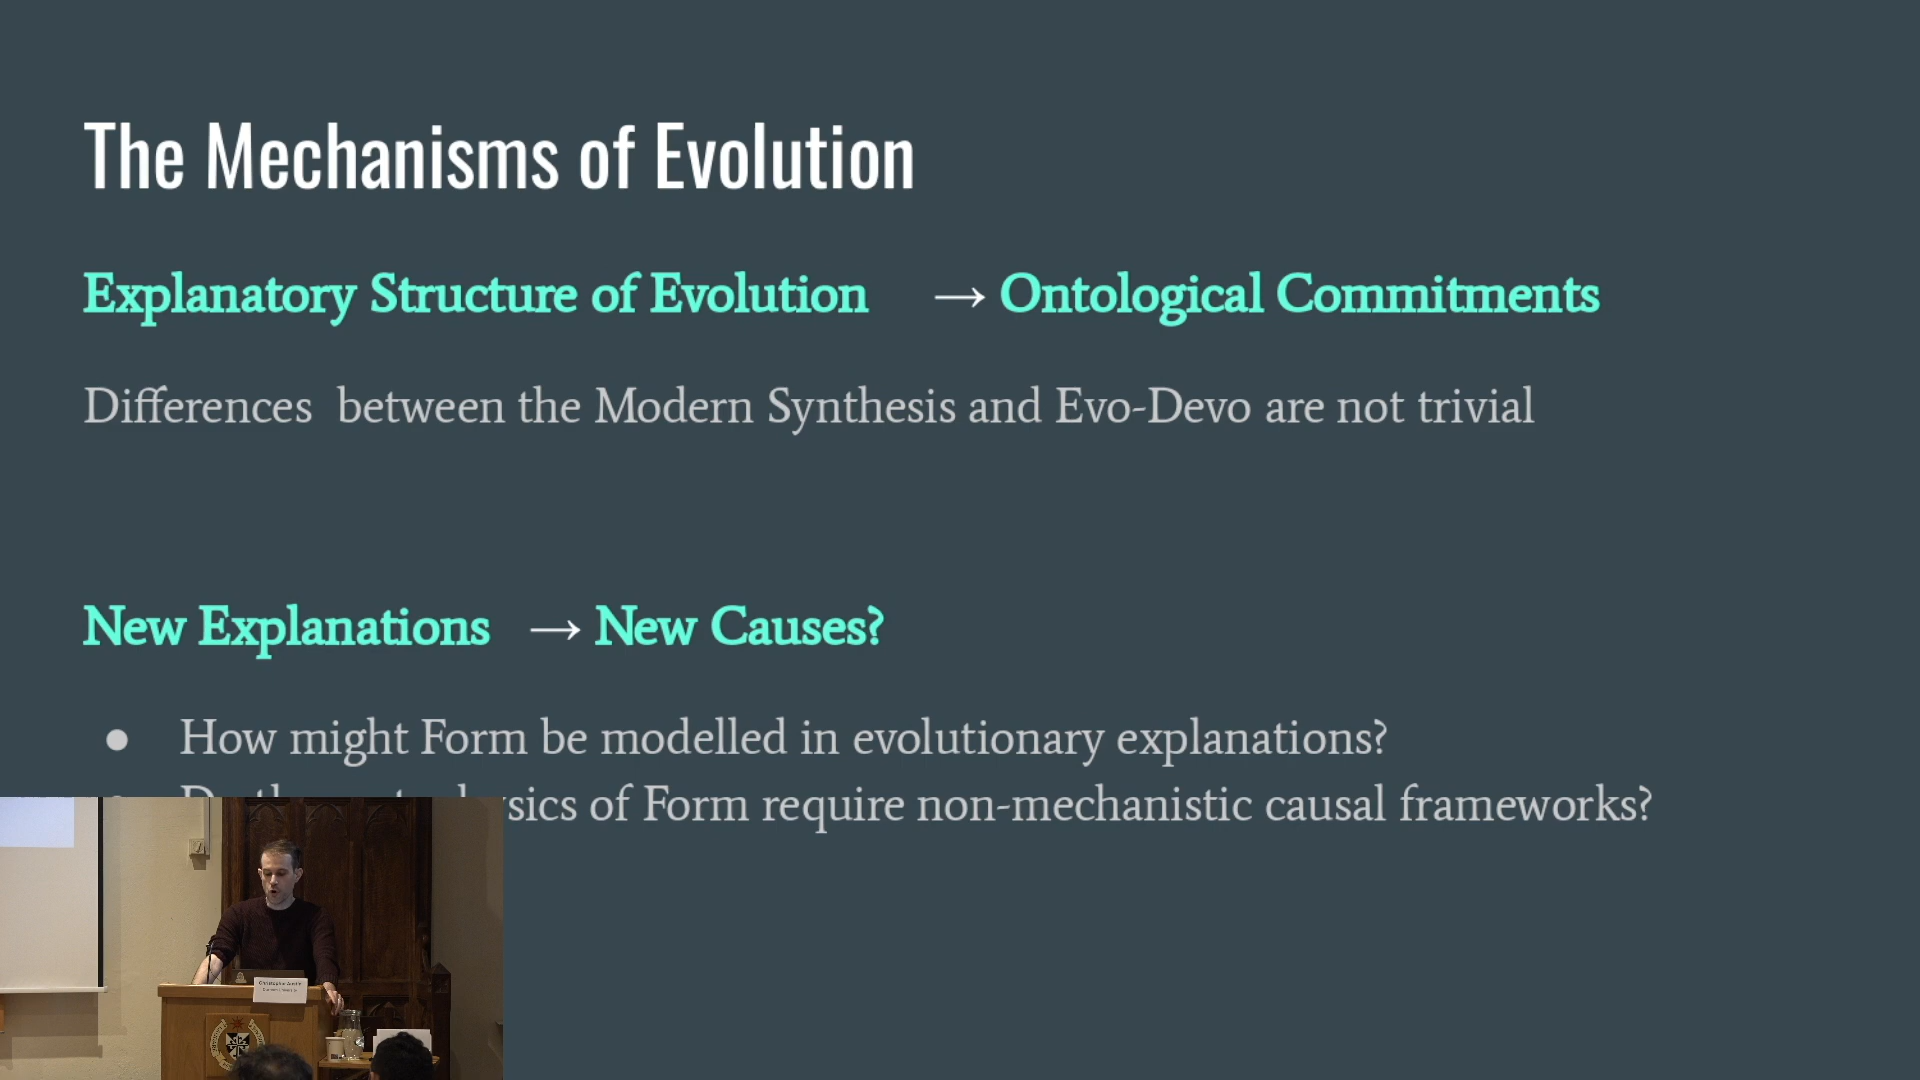 The Mechanisms of Evolution
Explanatory Structure of Evolution → Ontological Commitments
Differences between the Modern Synthesis and Evo-Devo are not trivial
New Explanations → New Causes?
● How might Form be modelled in evolutionary explanations?
of Form require non-mechanistic causal frameworks?
Christopher Austin